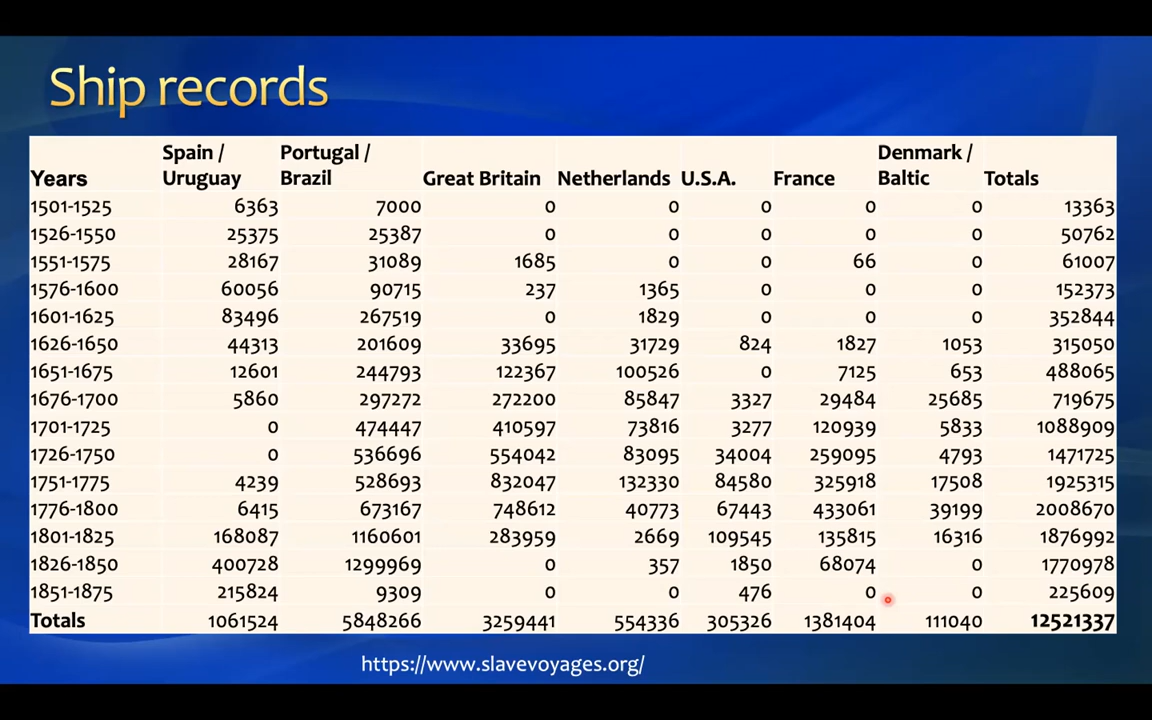 Ship records
Spain / Portugal / Denmark /
Years Uruguay Brazil Great Britain Netherlands U.S.A. France Baltic Totals
1501-1525 6363 7000 0 0 0 0 0 13363
1526-1550 25375 25387 0 0 0 0 0 50762
1551-1575 28167 31089 1685 0 0 66 0 61007
1576-1600 60056 90715 237 1365 0 0 0 152373
1601-1625 83496 267519 0 1829 0 0 0 352844
1626-1650 44313 201609 33695 31729 824 1827 1053 315050
1651-1675 12601 244793 122367 100526 0 7125 653 488065
1676-1700 5860 297272 272200 85847 3327 29484 25685 719675
1701-1725 0 474447 410597 73816 3277 120939 5833 1088909
1726-1750 0 536696 554042 83095 34004 259095 4793 1471725
1751-1775 4239 528693 832047 132330 84580 325918 17508 1925315
1776-1800 6415 673167 748612 40773 67443 433061 39199 2008670
1801-1825 168087 1160601 283959 2669 109545 135815 16316 1876992
1826-1850 400728 1299969 0 357 1850 68074 0 1770978
1851-1875 215824 9309 0 0 476 0 0 225609
Totals 1061524 5848266 3259441 554336 305326 1381404 111040 12521337
https://www.slavevoyages.org/